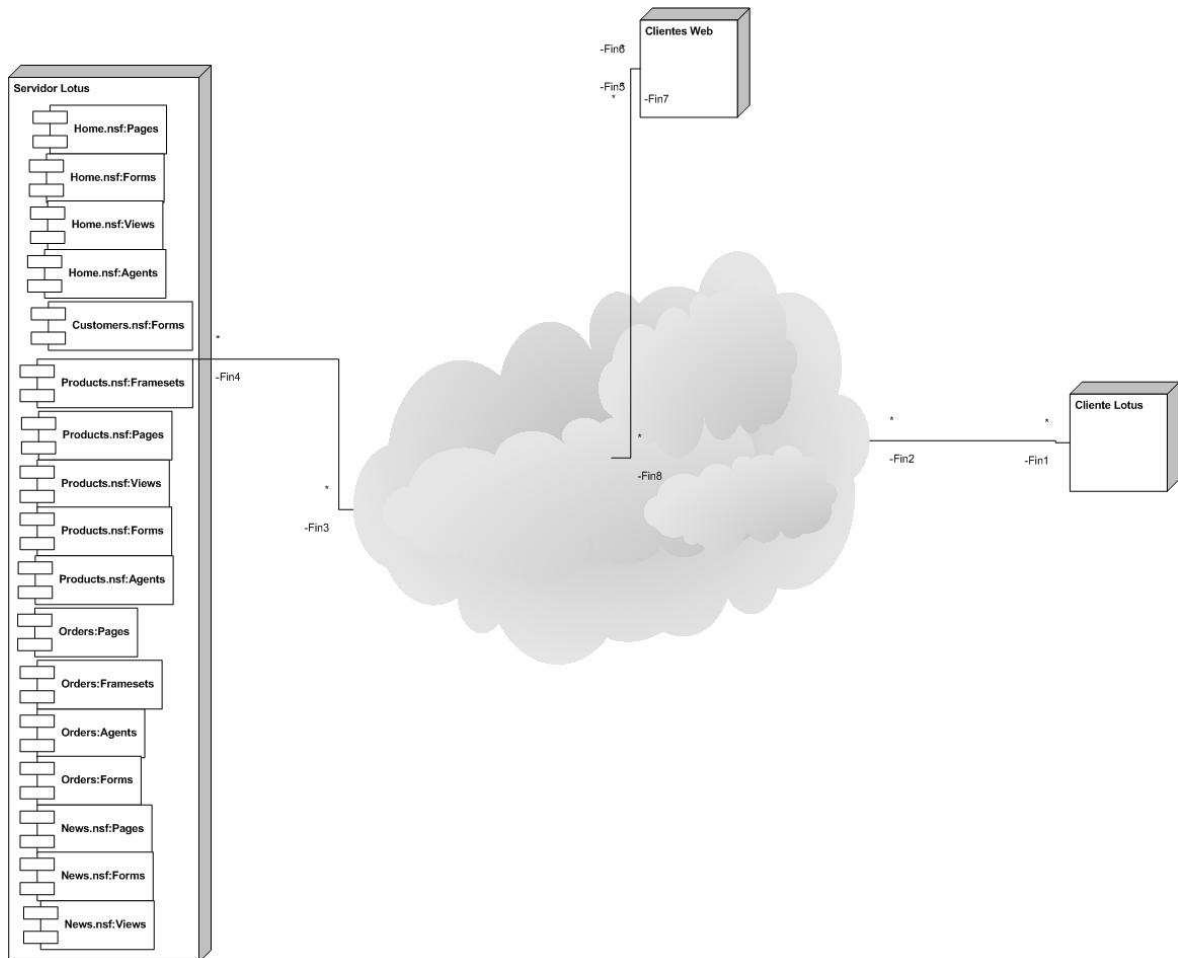 Servidor Lotus
Home.nsf:Pages
Home.nsf:Forms
Home.nsf:Views
Home.nsf:Agents
Customers.nsf:Forms
Products.nsf:Framesets
Products.nsf:Pages
Products.nsf:Views
Products.nsf:Forms
Products.nsf:Agents
Orders:Pages
Orders:Framesets
Orders:Agents
Orders:Forms
News.nsf:Pages
News.nsf:Forms
News.nsf:Views
*
-Fin4
*
-Fin3
Clientes Web
-Fin6
*
-Fin5
*
*
-Fin7
*
-Fin8
*
-Fin2
*
-Fin1
Cliente Lotus